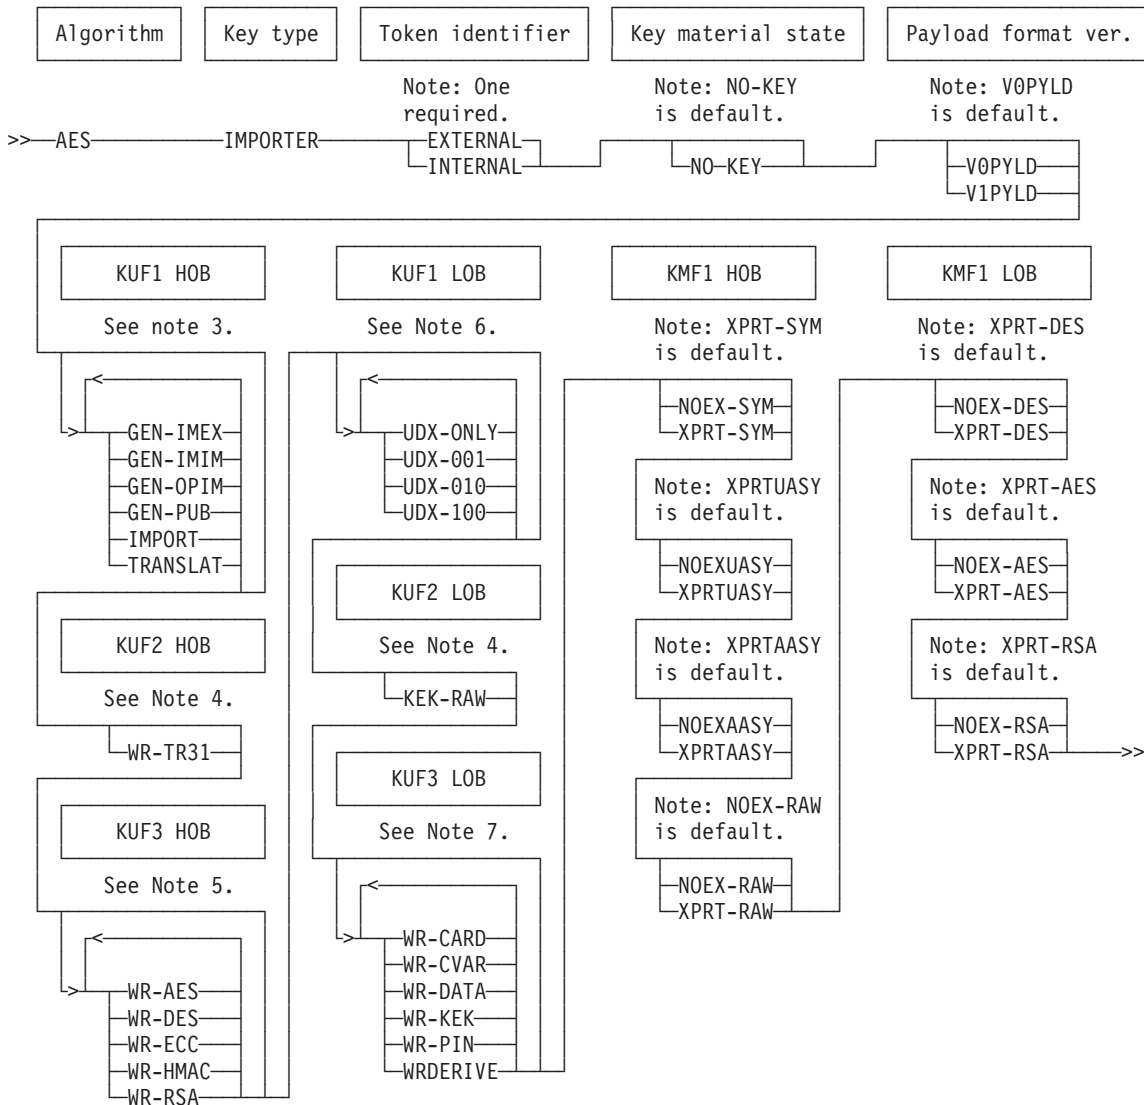 Algorithm Key type Token identifier Key material state Payload format ver.
Note: One Note: NO-KEY Note: V0PYLD
required. is default. is default.
>>—AES IMPORTER EXTERNAL
INTERNAL NO-KEY V0PYLD
V1PYLD
KUF1 HOB KUF1 LOB KMF1 HOB KMF1 LOB
See note 3. See Note 6. Note: XPRT-SYM Note: XPRT-DES
is default. is default.
< <
NOEX-SYM NOEX-DES
> GEN-IMEX > UDX-ONLY XPRT-SYM XPRT-DES
GEN-IMIM UDX-001
GEN-OPIM UDX-010 Note: XPRTUASY Note: XPRT-AES
GEN-PUB UDX-100 is default. is default.
IMPORT
TRANSLAT NOEXUASY NOEX-AES
KUF2 LOB XPRTUASY XPRT-AES
KUF2 HOB See Note 4. Note: XPRTAASY Note: XPRT-RSA
is default. is default.
See Note 4. KEK-RAW
NOEXAASY NOEX-RSA
WR-TR31 XPRTAASY XPRT-RSA—>>
KUF3 LOB
KUF3 HOB See Note 7. Note: NOEX-RAW
is default.
See Note 5. <
NOEX-RAW
XPRT-RAW
< > WR-CARD
WR-CVAR
> WR-AES WR-DATA
WR-DES WR-KEK
WR-ECC WR-PIN
WR-HMAC WRDERIVE
WR-RSA